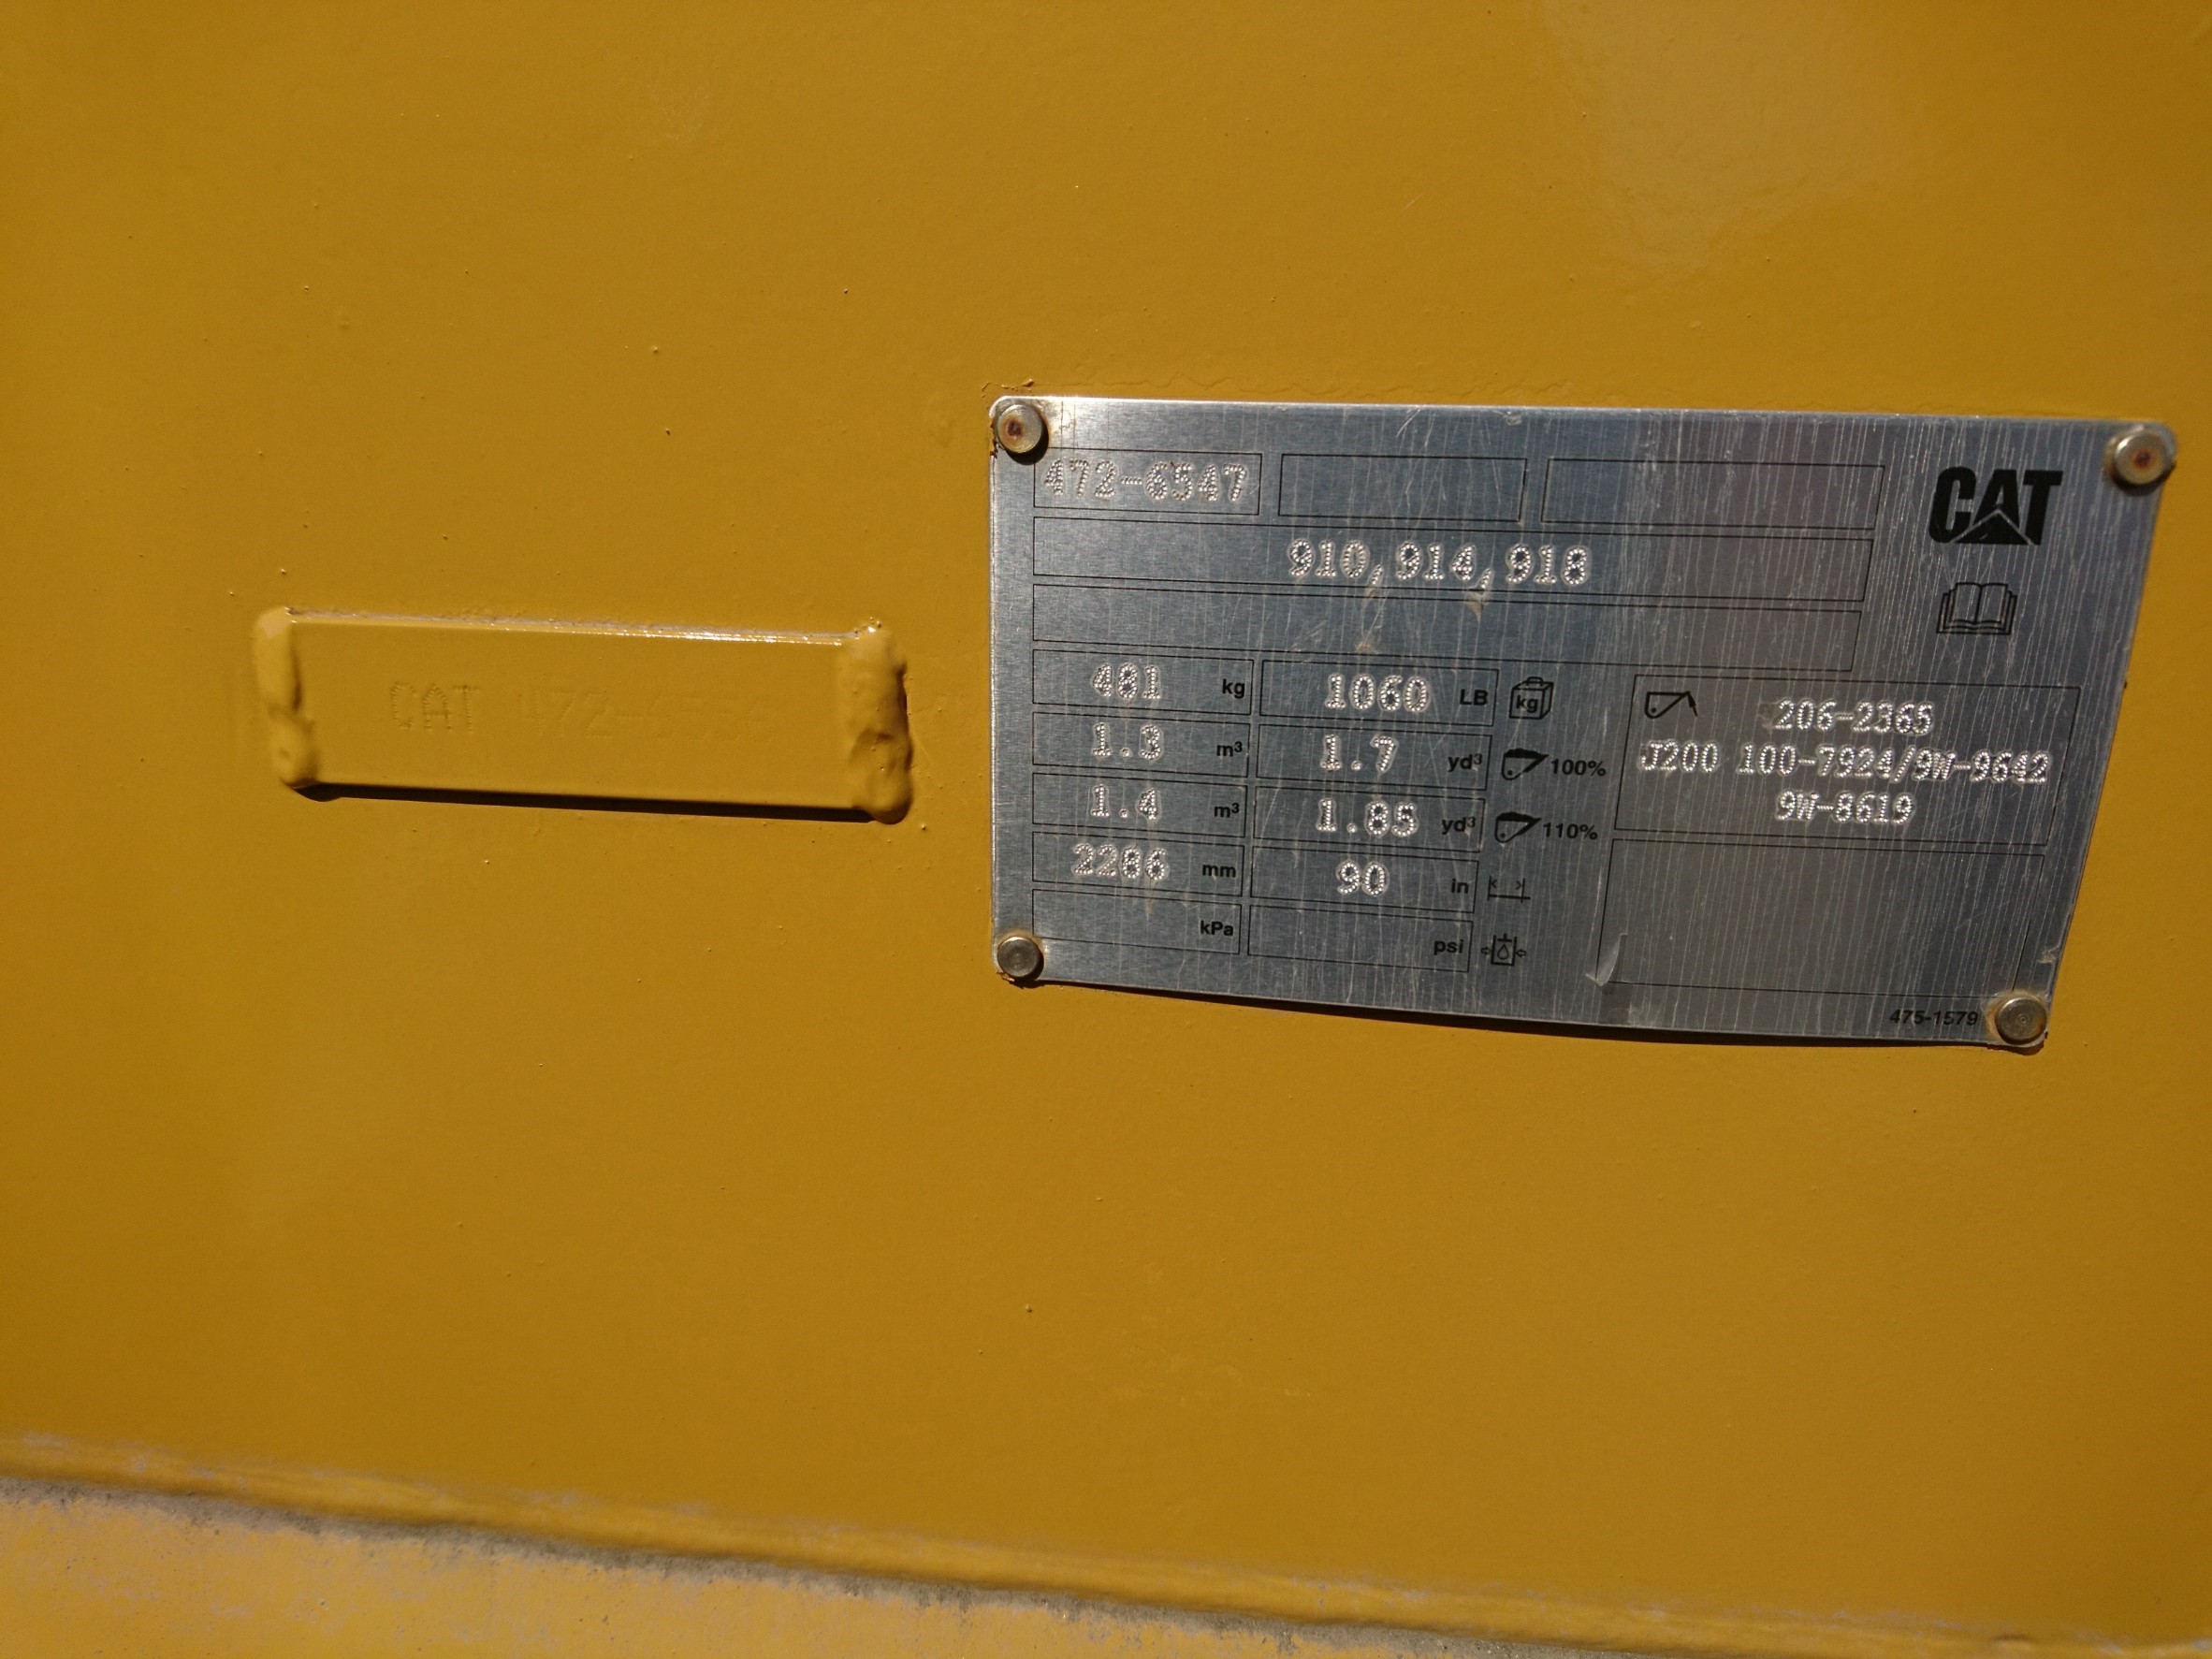 CAT 472-
472-6547
CAT
910,914,918
481 kg 1060 LB kg
1.3 m³ 1.7 yd³ 100%
1.4 m³ 1.85 yd³ 110%
2286 mm 90 in
kPa psi
206-2365
J200 100-7924/9W-9642
9W-8619
475-1579